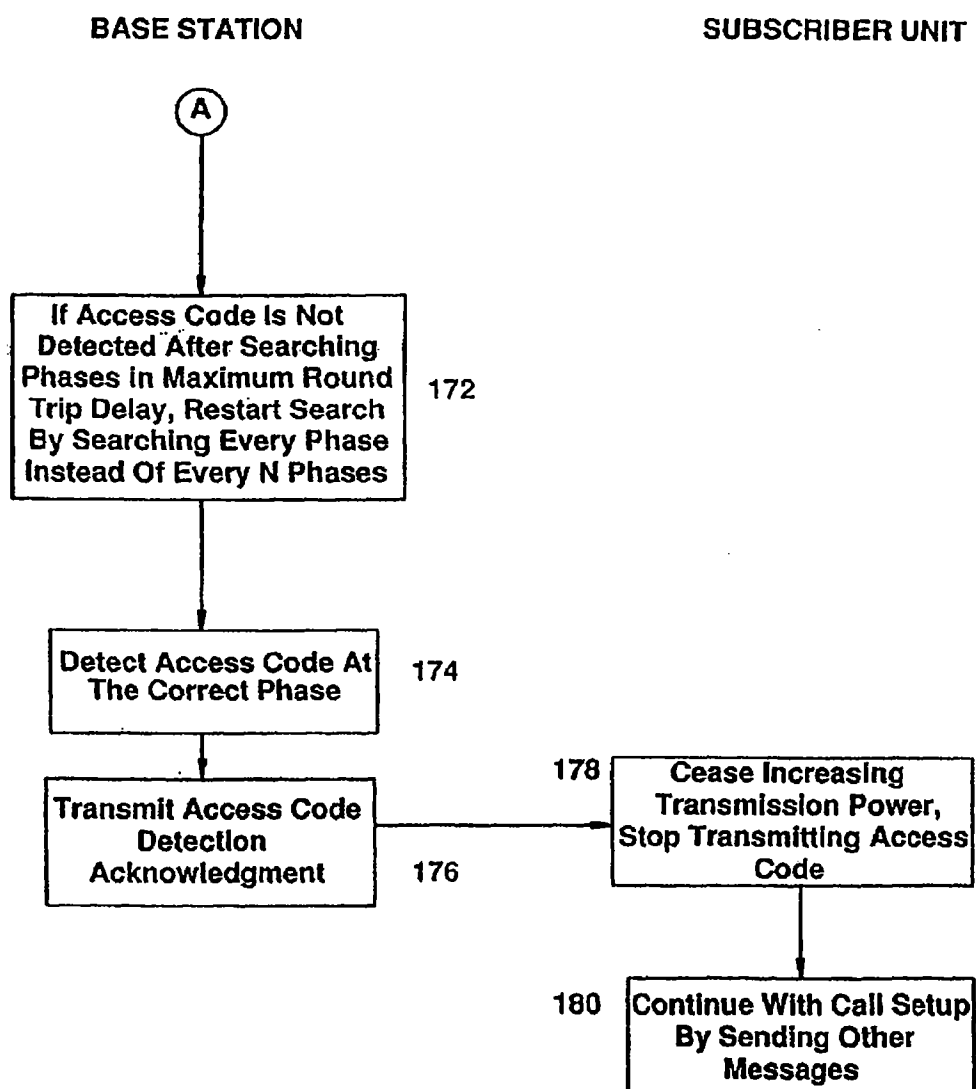 BASE STATION
SUBSCRIBER UNIT
A
If Access Code Is Not
Detected After Searching
Phases in Maximum Round
Trip Delay, Restart Search
By Searching Every Phase
Instead Of Every N Phases
172
Detect Access Code At
The Correct Phase
174
Transmit Access Code
Detection
Acknowledgment
176
178
Cease Increasing
Transmission Power,
Stop Transmitting Access
Code
180
Continue With Call Setup
By Sending Other
Messages